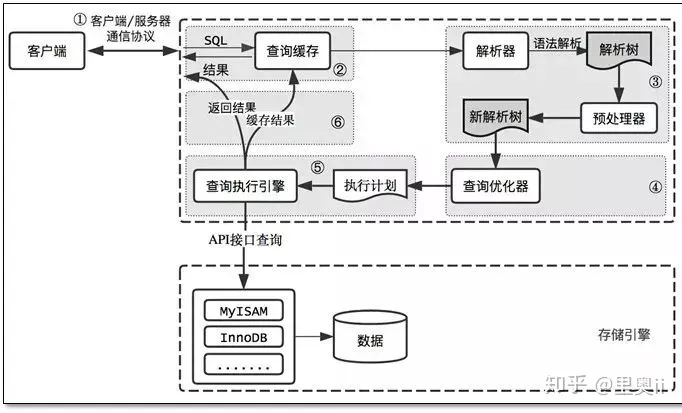 ① 客户端/服务器
通信协议
客户端
SQL
结果
查询缓存
②
解析器
语法解析
解析树
③
预处理器
新解析树
返回结果
缓存结果
⑥
⑤
查询执行引擎
执行计划
查询优化器
④
API接口查询
MyISAM
InnoDB
.......
数据
存储引擎
知乎 @里奥ii